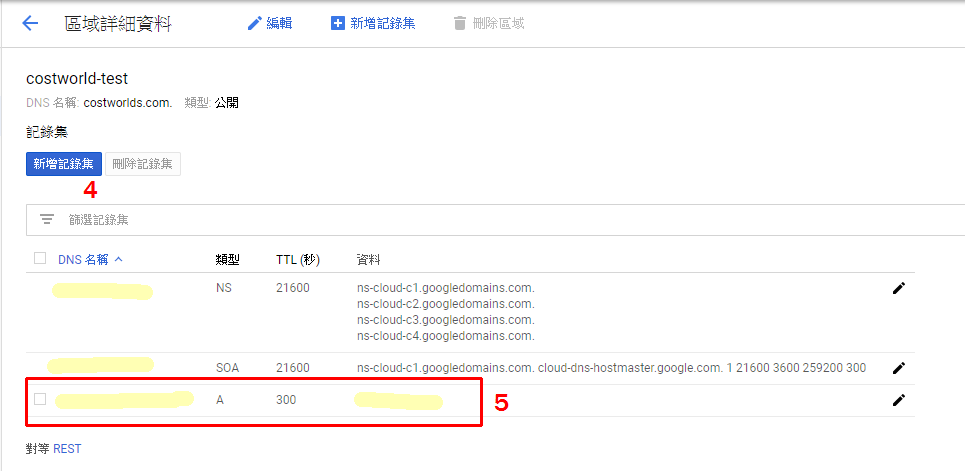 區域詳細資料 編輯 新增記錄集 刪除區域
costworld-test
DNS 名稱: costworlds.com. 類型: 公開
記錄集
新增記錄集 刪除記錄集
4
篩選記錄集
DNS 名稱 類型 TTL (秒) 資料
NS 21600 ns-cloud-c1.googledomains.com.
ns-cloud-c2.googledomains.com.
ns-cloud-c3.googledomains.com.
ns-cloud-c4.googledomains.com.
SOA 21600 ns-cloud-c1.googledomains.com. cloud-dns-hostmaster.google.com. 1 21600 3600 259200 300
A 300 5
對等 REST